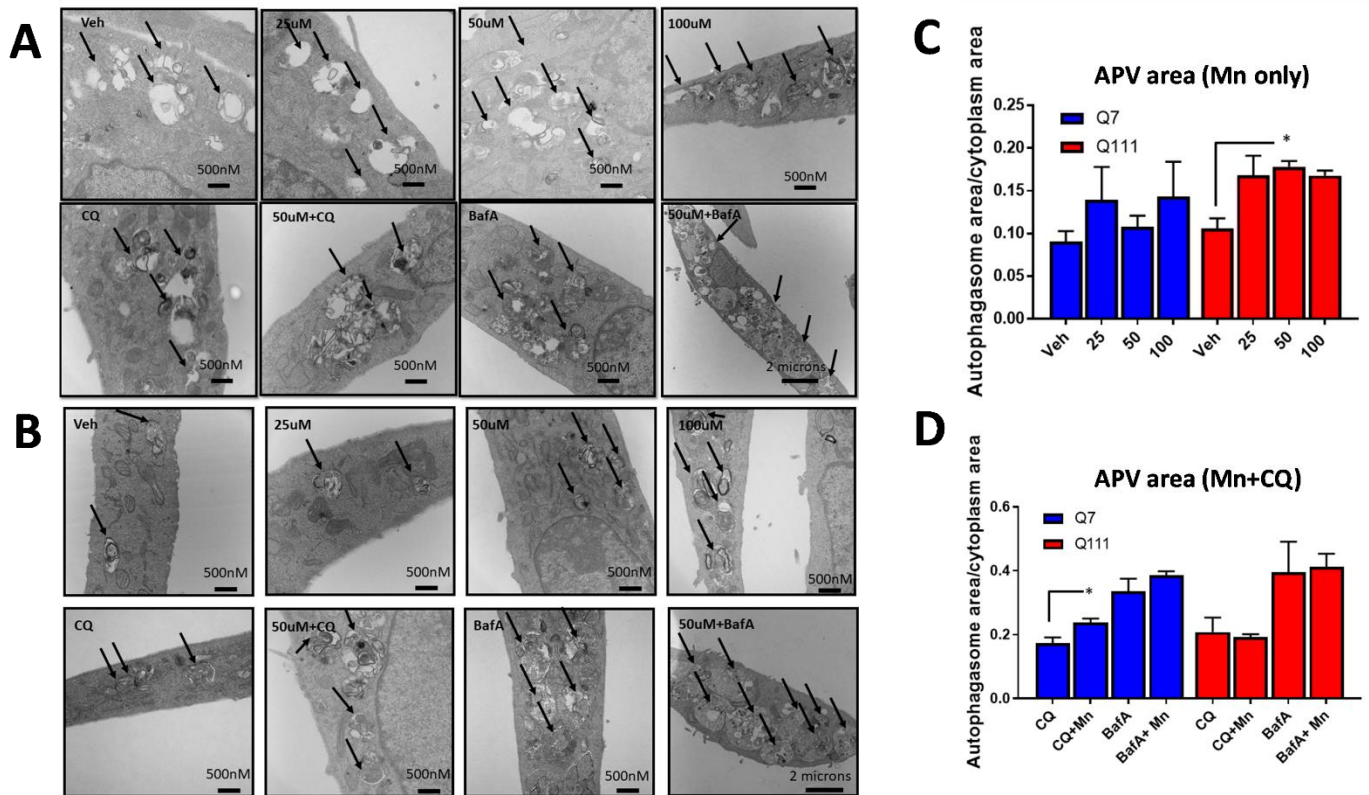 A
Veh
25uM
50uM
100uM
500nM
500nM
500nM
500nM
CQ
50uM+CQ
BafA
50uM+BafA
500nM
500nM
500nM
2 microns
B
Veh
25uM
50uM
100uM
500nM
500nM
500nM
500nM
CQ
50uM+CQ
BafA
50uM+BafA
500nM
500nM
500nM
2 microns
C
APV area (Mn only)
Autophagasome area/cytoplasm area
0.25
0.20
0.15
0.10
0.05
0.00
Q7
Q111
*
Veh
25
50
100
Veh
25
50
100
D
APV area (Mn+CQ)
Autophagasome area/cytoplasm area
0.6
0.4
0.2
0.0
Q7
Q111
*
CQ
CQ+Mn
BafA
BafA+ Mn
CQ
CQ+Mn
BafA
BafA+ Mn